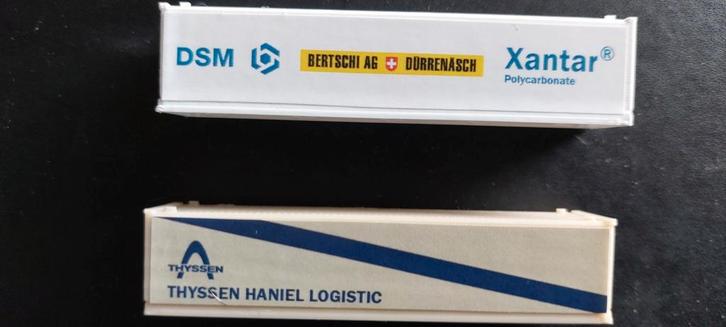 DSM BERTSCHI AG DÜRRENÄSCH Xantar®
Polycarbonate
THYSSEN
THYSSEN HANIEL LOGISTIC